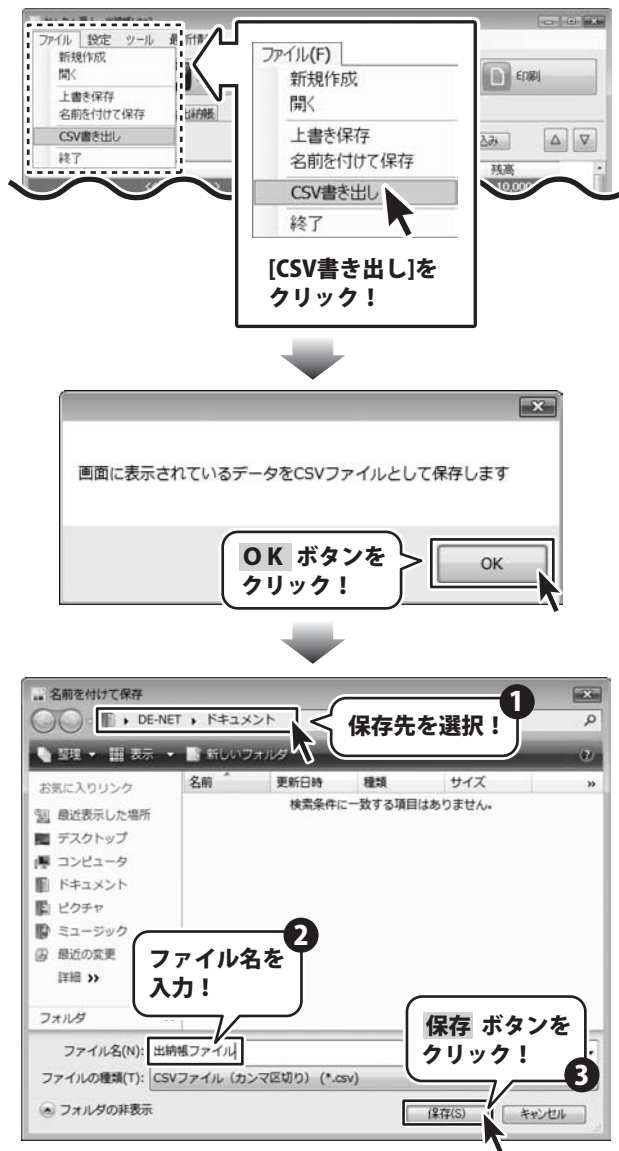 ファイル 設定 ツール
新規作成
開く
上書き保存
名前を付けて保存
CSV書き出し
終了
出納帳
印刷
残高
10,000
ファイル(F)
新規作成
開く
上書き保存
名前を付けて保存
CSV書き出し
終了
[CSV書き出し]を
クリック！
画面に表示されているデータをCSVファイルとして保存します
OK ボタンを
クリック！
OK
名前を付けて保存
DE-NET ドキュメント
保存先を選択！
1
整理 表示 新しいフォルダ
お気に入りリンク
名前 更新日時 種類 サイズ »
検索条件に一致する項目はありません。
最近表示した場所
デスクトップ
コンピュータ
ドキュメント
ピクチャ
ミュージック
最近の変更
詳細 »
2
ファイル名を
入力！
フォルダ
保存 ボタンを
クリック！
3
ファイル名(N): 出納帳ファイル
ファイルの種類(T): CSVファイル（カンマ区切り） (*.csv)
フォルダの非表示
保存(S) キャンセル